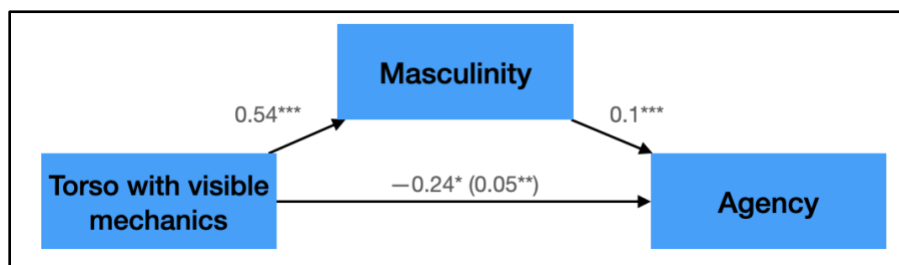 Masculinity
0.54***
0.1***
Torso with visible
mechanics
—0.24* (0.05**)
Agency